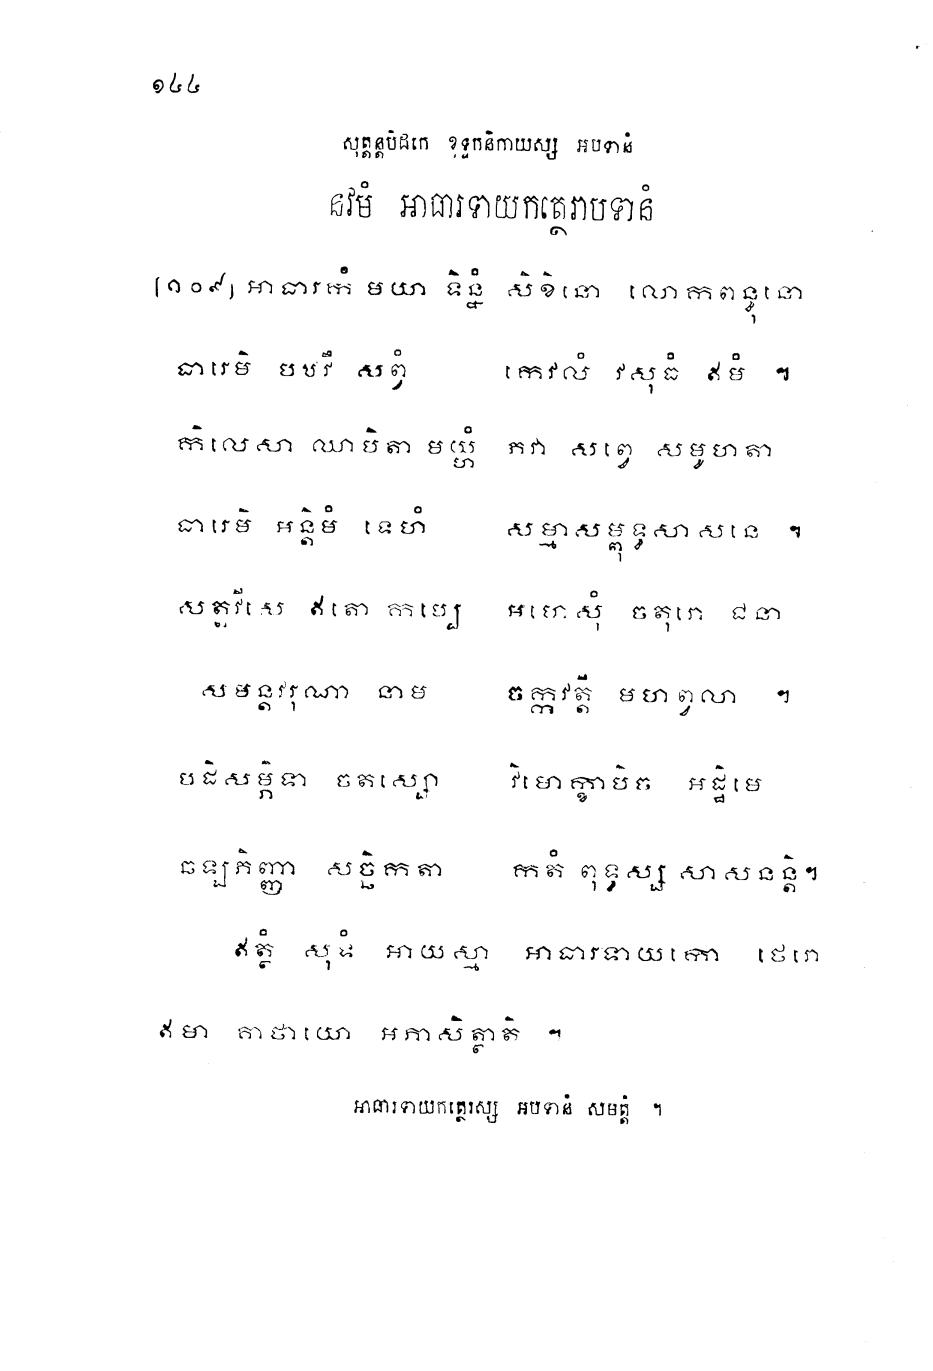 ១៤៤
សុត្តន្តបិដកេ ខុទ្ទកនិកាយស្ស អបទានំ
នវមំ អាធារទាយកត្ថេរាបទានំ
[១០៩] អាធារកំ មយា ទិន្នំ សិខិនោ លោកពន្ធុនោ
ធារេមិ បឋវឹ សព្វំ កេវលំ វសុធំ ឥមំ ។
កិលេសា ឈាបិតា មយ្ហំ ភវា សព្វេ សមូហតា
ធារេមិ អន្តិមំ ទេហំ សម្មាសម្ពុទ្ធសាសនេ ។
សត្តវីសេ ឥតោ កប្បេ អហេសុំ ចតុរោ ជនា
សមន្តវរុណា នាម ចក្កវត្តី មហព្វលា ។
បដិសម្ភិទា ចតស្សោ វិមោក្ខាបិច អដ្ឋិមេ
ឆឡភិញ្ញា សច្ឆិកតា កតំ ពុទ្ធស្ស សាសនន្តិ។
ឥត្ថំ សុទំ អាយស្មា អាធារទាយកោ ថេរោ
ឥមា គាថាយោ អភាសិត្ថាតិ ។
អាធារទាយកត្ថេរស្ស អបទានំ សមត្តំ ។